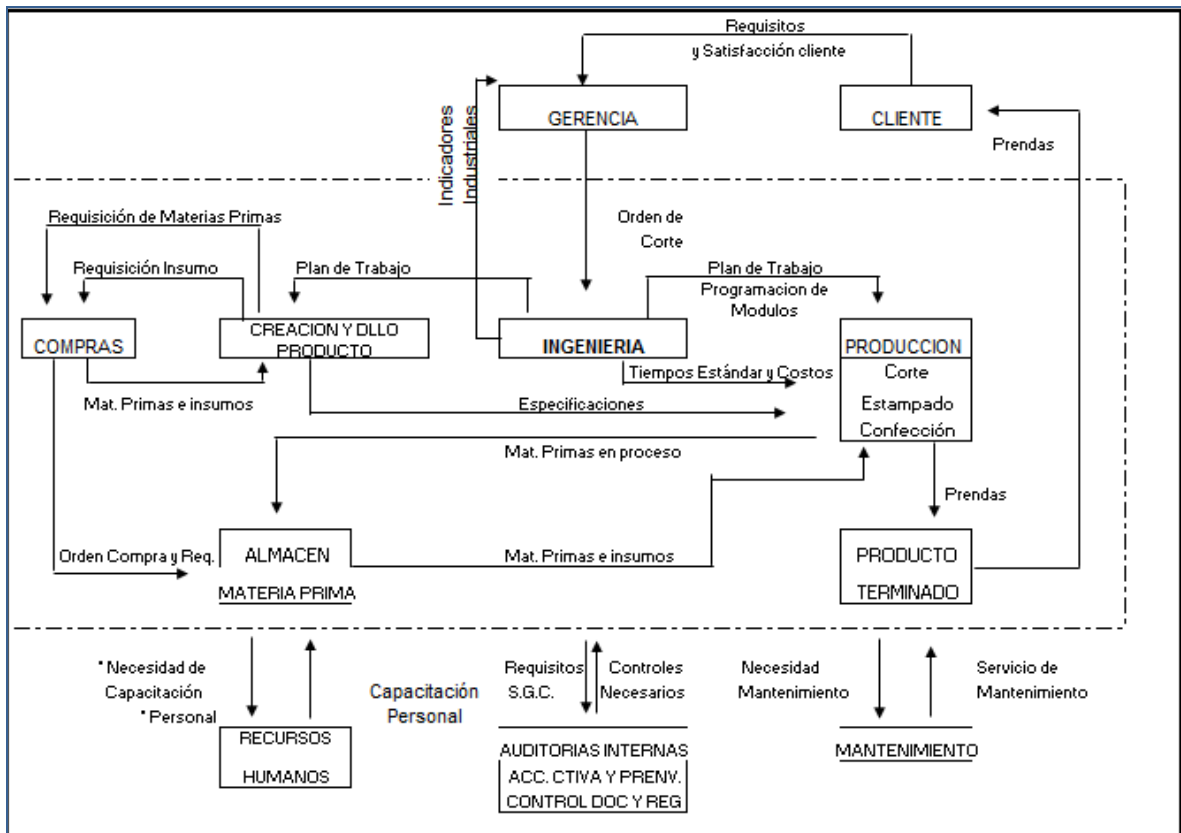 Requisitos
y Satisfacción cliente
GERENCIA
CLIENTE
Indicadores
Industriales
Prendas
Requisición de Materias Primas
Orden de
Corte
Requisición Insumo
Plan de Trabajo
Plan de Trabajo
Programacion de
Modulos
COMPRAS
CREACION Y DLLO
PRODUCTO
INGENIERIA
PRODUCCION
Tiempos Estándar y Costos
Corte
Mat. Primas e insumos
Especificaciones
Estampado
Confección
Mat. Primas en proceso
Prendas
Orden Compra y Req.
ALMACEN
MATERIA PRIMA
Mat. Primas e insumos
PRODUCTO
TERMINADO
* Necesidad de
Capacitación
* Personal
Capacitación
Personal
Requisitos
S.G.C.
Controles
Necesarios
Necesidad
Mantenimiento
Servicio de
Mantenimiento
RECURSOS
HUMANOS
AUDITORIAS INTERNAS
ACC. CTIVA Y PRENV.
CONTROL DOC Y REG
MANTENIMIENTO